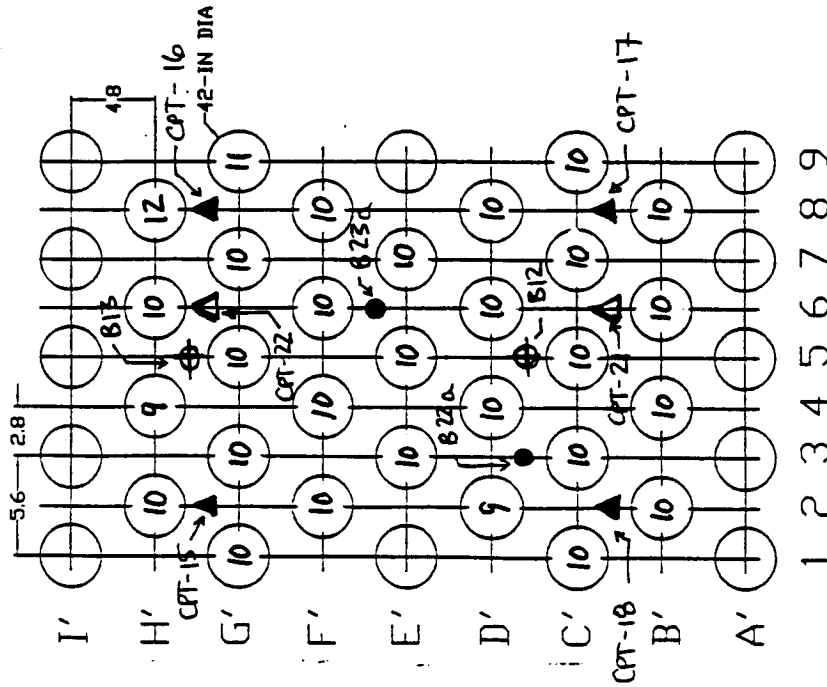 5.6 2.8
4.8
I'
B13
CPT-16
42-IN DIA
H' 10 9 10 12
CPT-15
G' 10 10 10 10 11
CPT-22
F' 10 10 10 10
B23a
E' 10 10 10
B22a
D' 9 10 10 10
B12
C' 10 10 10 10 10
CPT-17
CPT-21
B' 10 10 10 10
CPT-18
A'
1 2 3 4 5 6 7 8 9